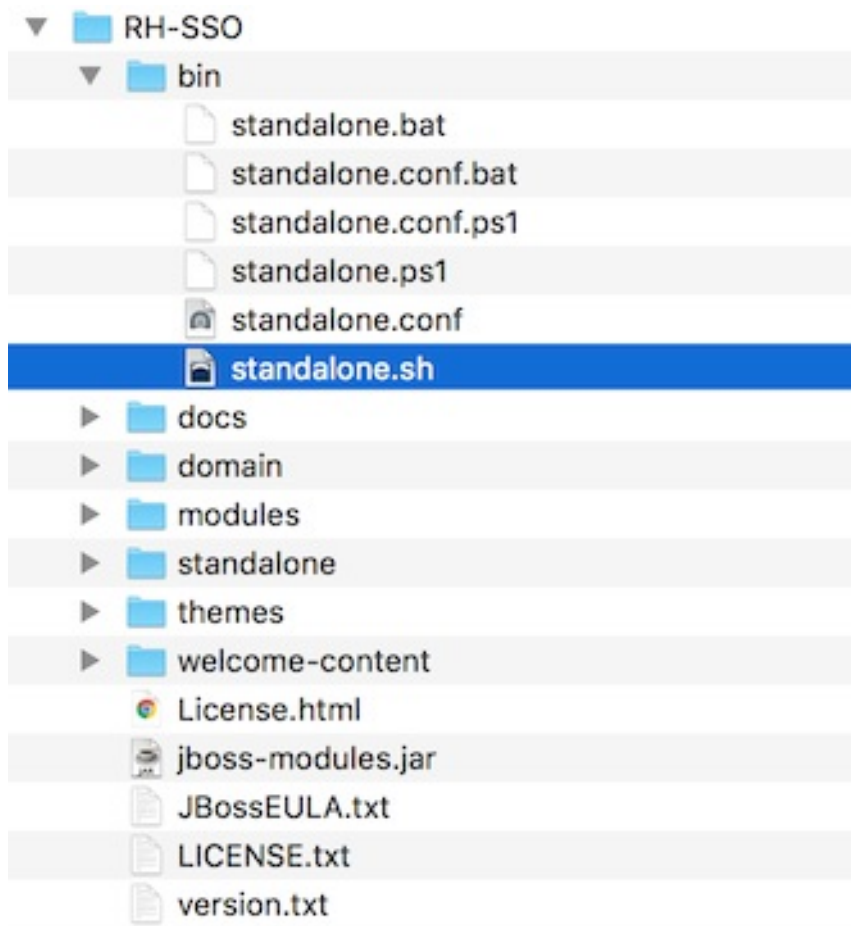 RH-SSO
bin
standalone.bat
standalone.conf.bat
standalone.conf.ps1
standalone.ps1
standalone.conf
standalone.sh
docs
domain
modules
standalone
themes
welcome-content
License.html
jboss-modules.jar
JBossEULA.txt
LICENSE.txt
version.txt